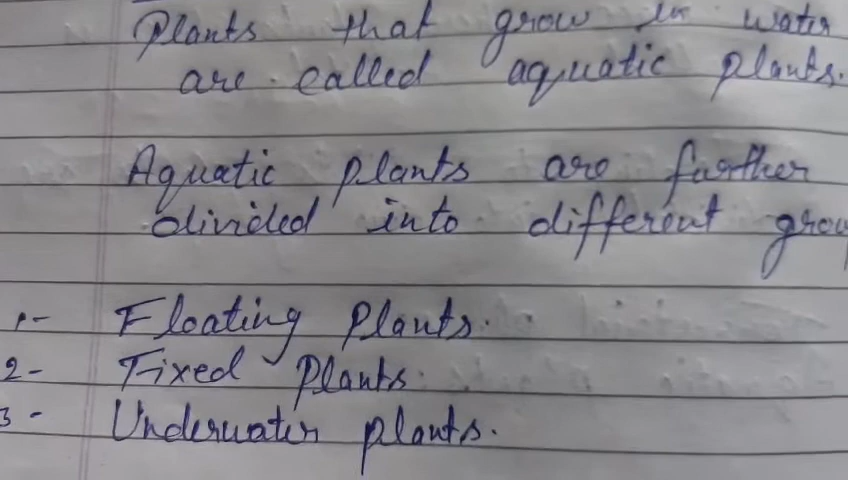 Plants that grow in water
are called aquatic plants.
Aquatic plants are further
divided into different grou
1- Floating Plants.
2- Fixed Plants.
3- Underwater plants.